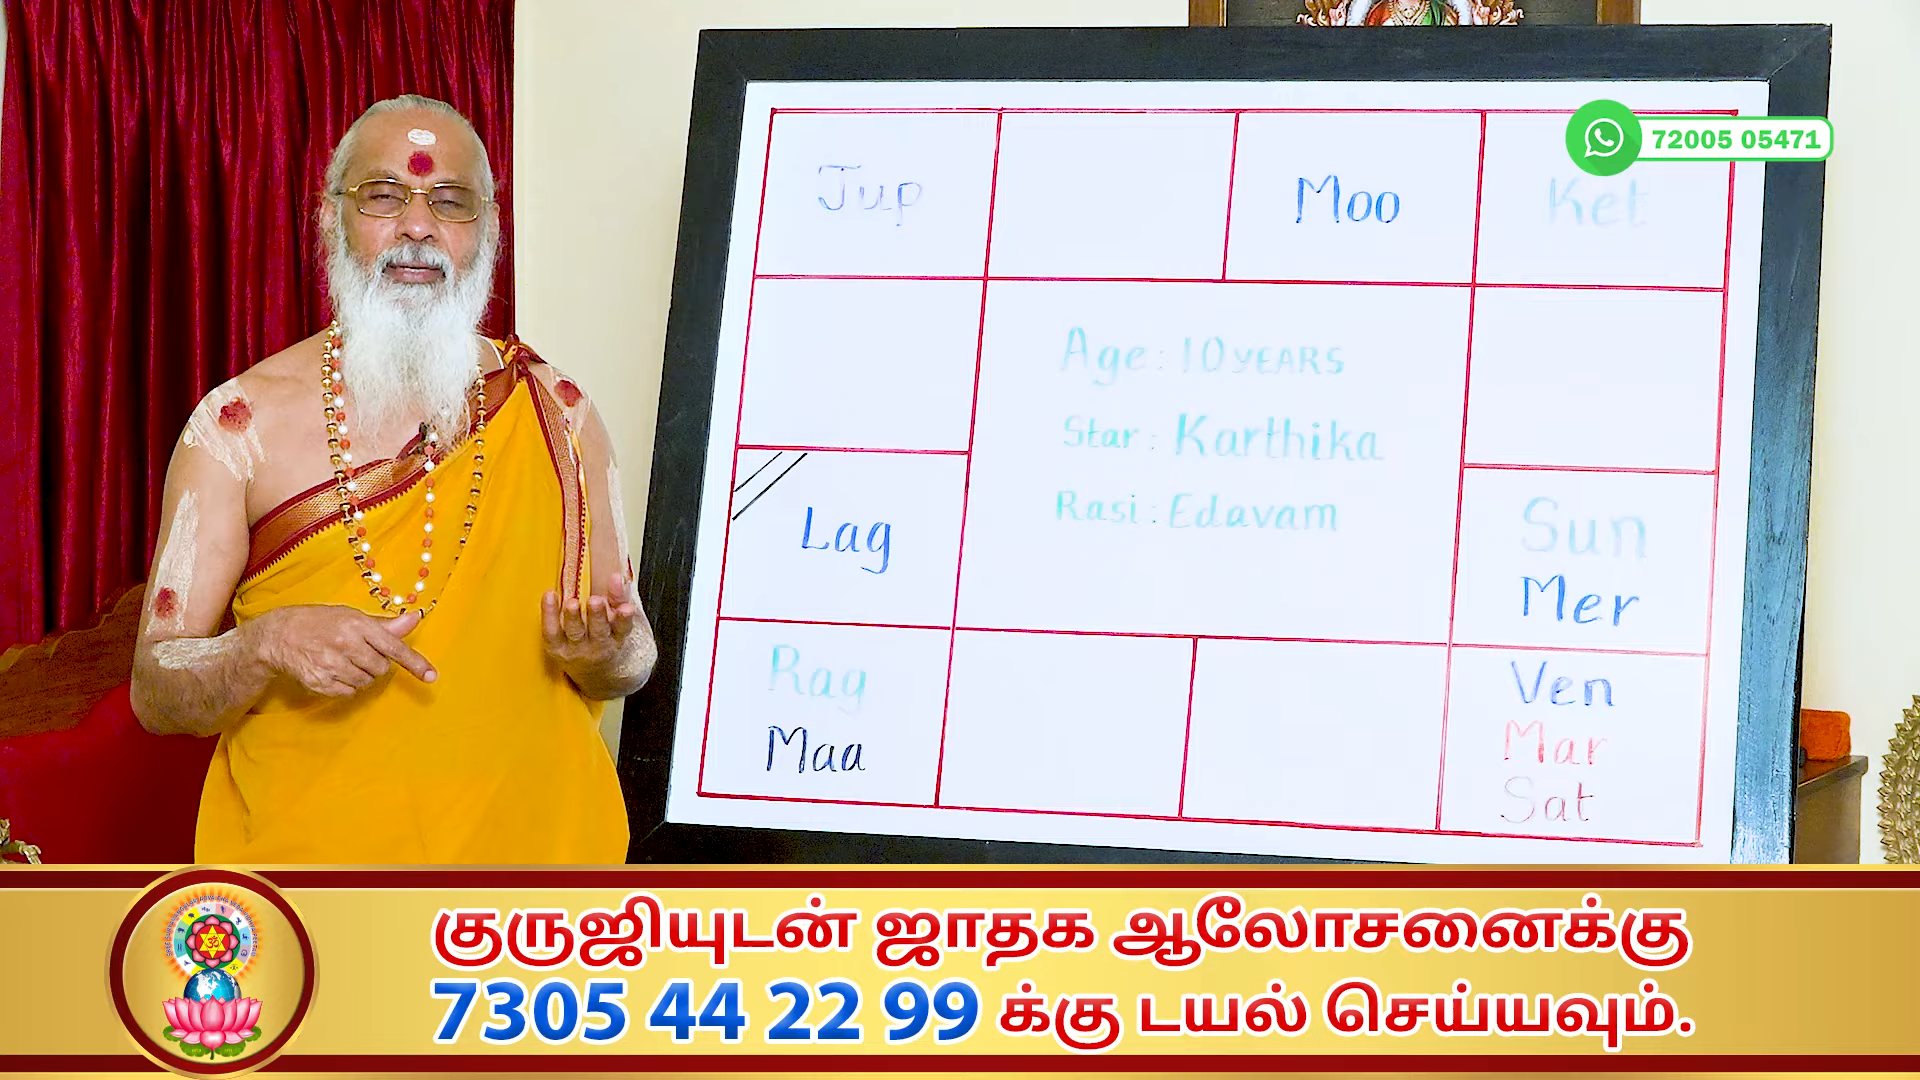 72005 05471
Jup
Moo
Ket
Age: 10 YEARS
Star: Karthika
Rasi: Edavam
Lag
Sun
Mer
Rag
Maa
Ven
Mar
Sat
குருஜியுடன் ஜாதக ஆலோசனைக்கு
7305 44 22 99 க்கு டயல் செய்யவும்.